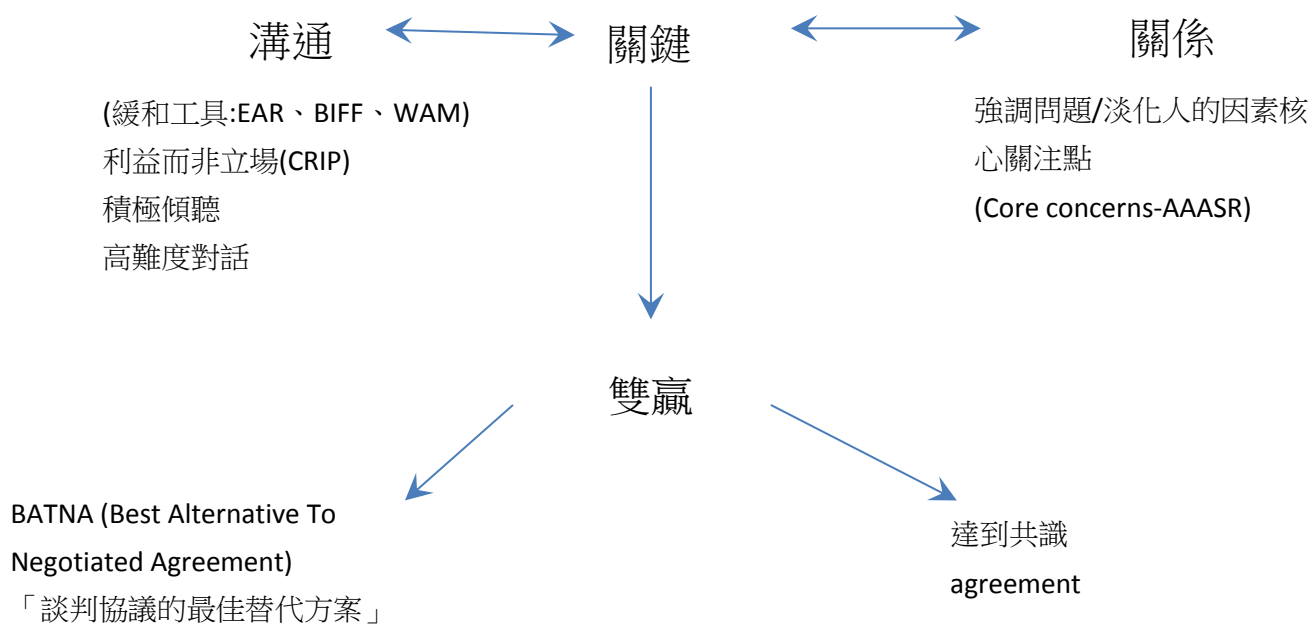 溝通
關鍵
關係
(緩和工具:EAR、BIFF、WAM)
利益而非立場(CRIP)
積極傾聽
高難度對話
強調問題/淡化人的因素核
心關注點
(Core concerns-AAASR)
雙贏
BATNA (Best Alternative To
Negotiated Agreement)
「談判協議的最佳替代方案」
達到共識
agreement